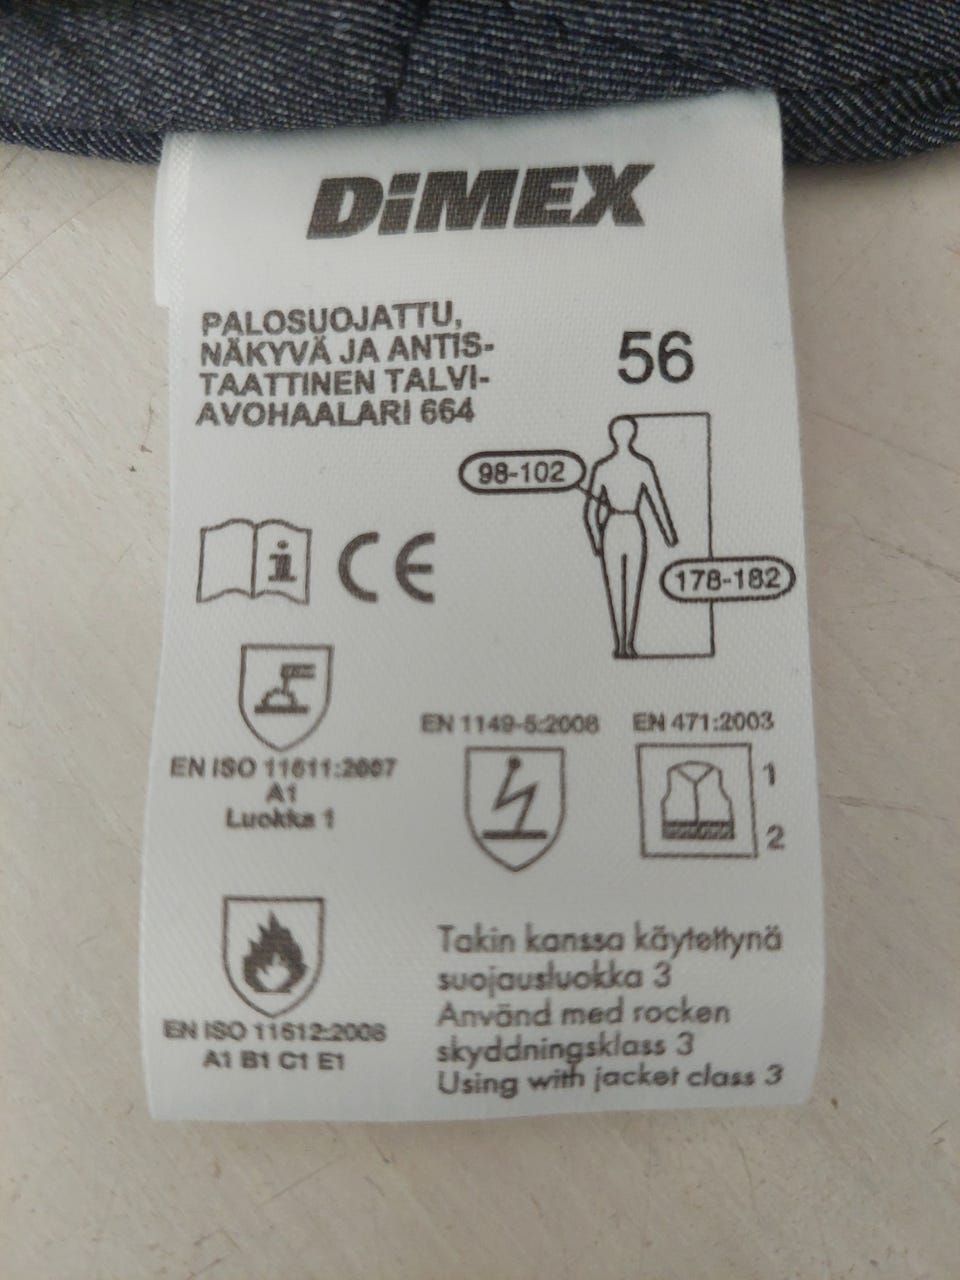 DiMEX
PALOSUOJATTU,
NÄKYVÄ JA ANTIS-
TAATTINEN TALVI-
AVOHAALARI 664
56
98-102
178-182
i
CE
EN ISO 11611:2007
A1
Luokka 1
EN 1149-5:2008
EN 471:2003
1
2
EN ISO 11612:2008
A1 B1 C1 E1
Takin kanssa käytettynä
suojausluokka 3
Använd med rocken
skyddningsklass 3
Using with jacket class 3